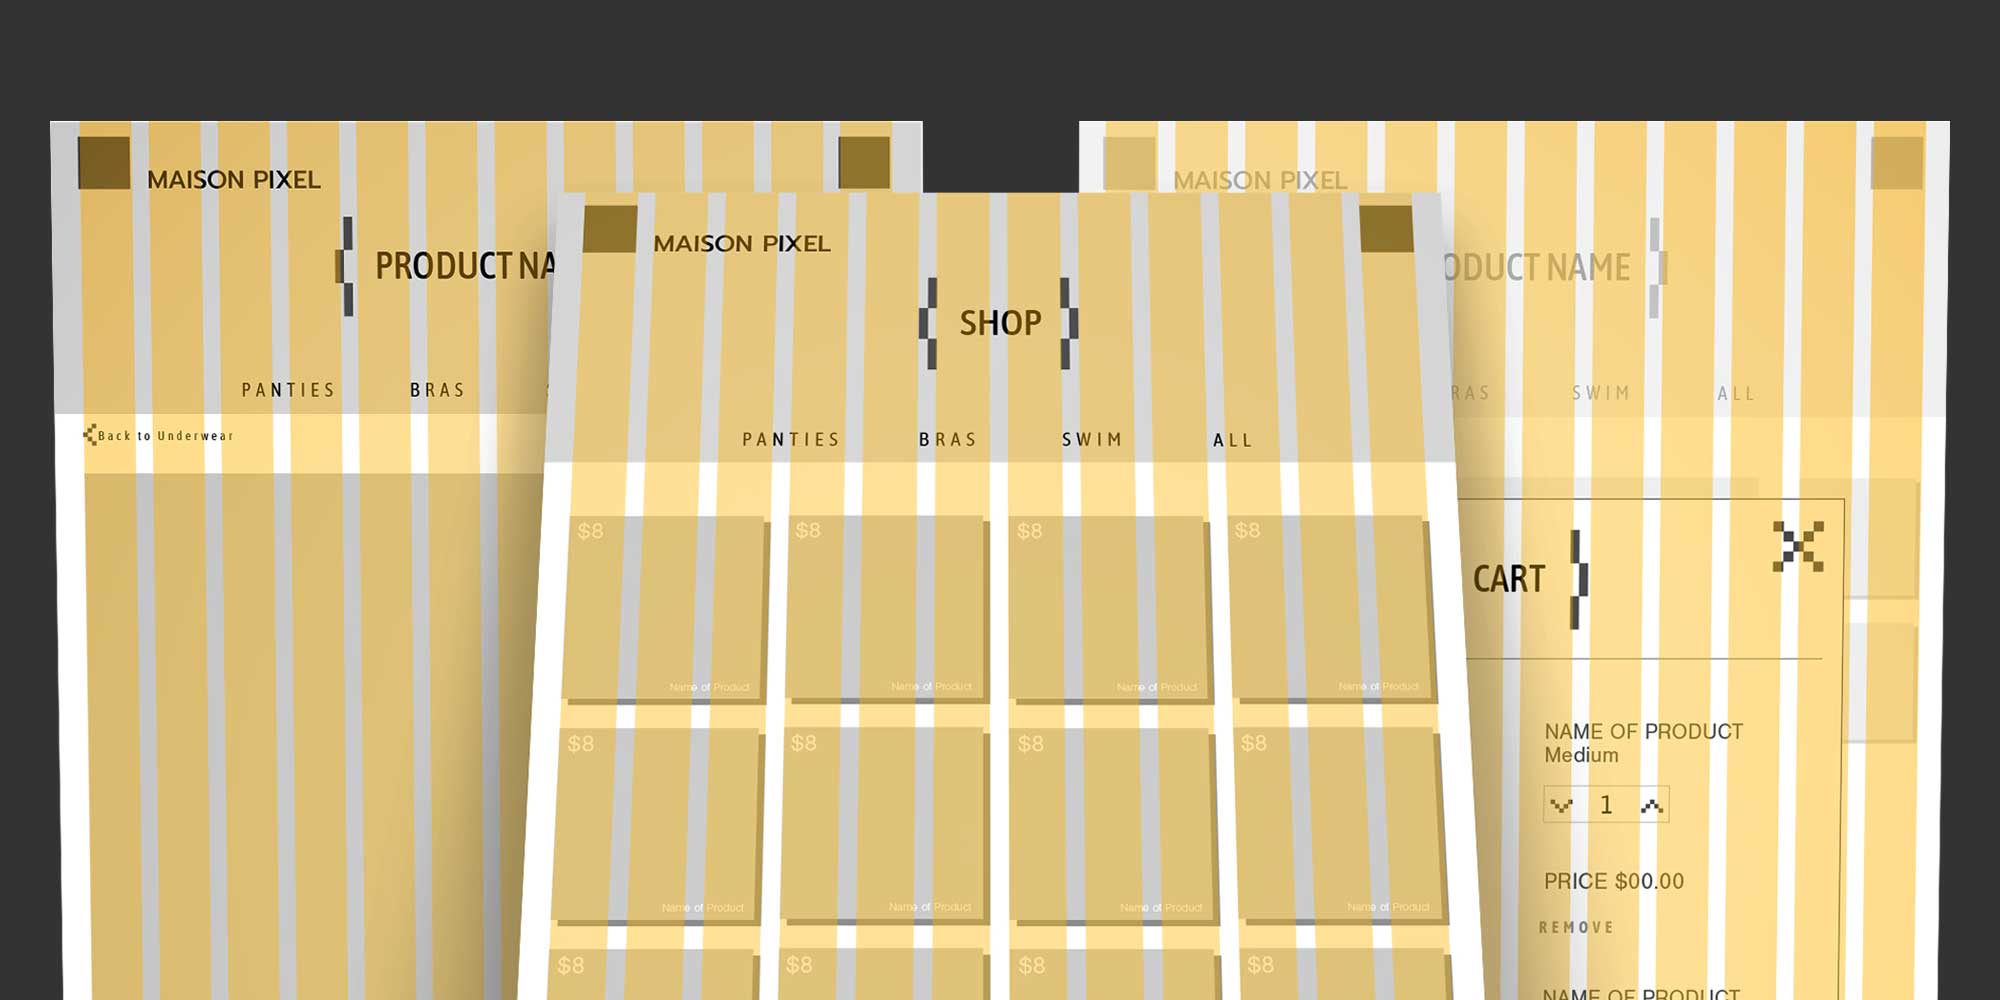 MAISON PIXEL
PRODUCT NA
PANTIES BRAS
Back to Underwear
MAISON PIXEL
SHOP
PANTIES BRAS SWIM ALL
$8 $8 $8 $8
Name of Product Name of Product Name of Product Name of Product
$8 $8 $8 $8
Name of Product Name of Product Name of Product Name of Product
$8 $8 $8 $8
MAISON PIXEL
ODUCT NAME
RAS SWIM ALL
CART
NAME OF PRODUCT
Medium
1
PRICE $00.00
REMOVE
NAME OF PRODUCT